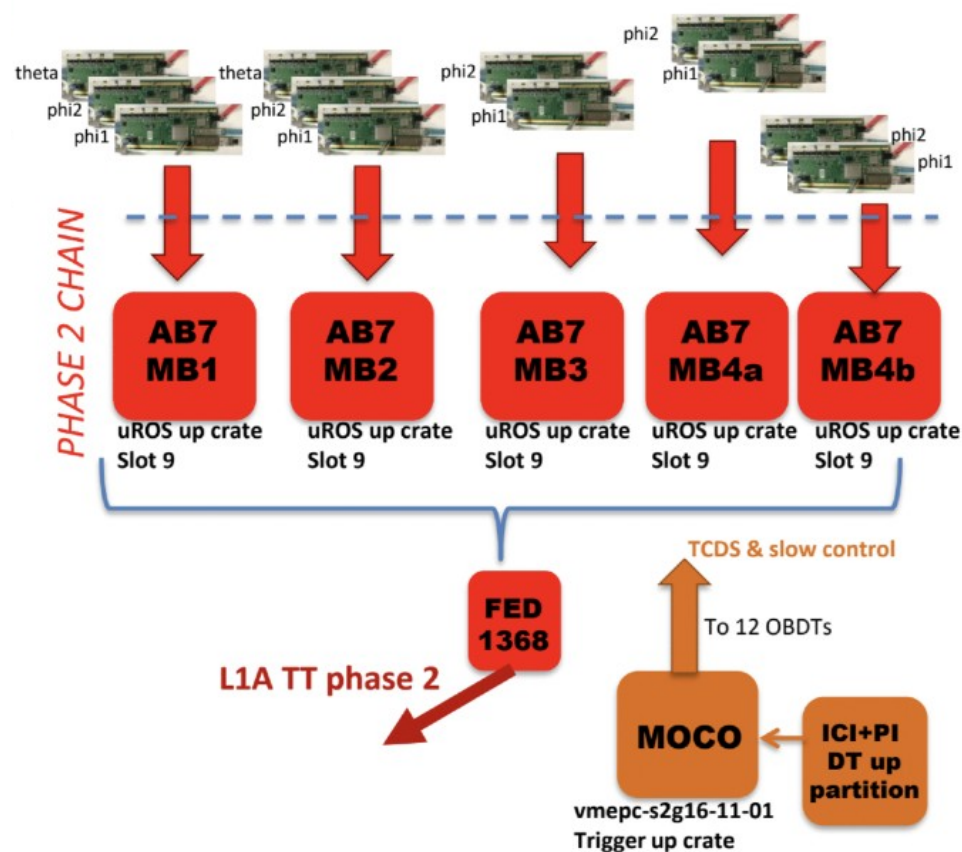 theta
phi2
phi1
theta
phi2
phi1
phi2
phi1
phi2
phi1
phi2
phi1
PHASE 2 CHAIN
AB7
MB1
AB7
MB2
AB7
MB3
AB7
MB4a
AB7
MB4b
uROS up crate
Slot 9
uROS up crate
Slot 9
uROS up crate
Slot 9
uROS up crate
Slot 9
uROS up crate
Slot 9
TCDS & slow control
FED
1368
To 12 OBDTs
L1A TT phase 2
MOCO
ICI+PI
DT up
partition
vmepc-s2g16-11-01
Trigger up crate